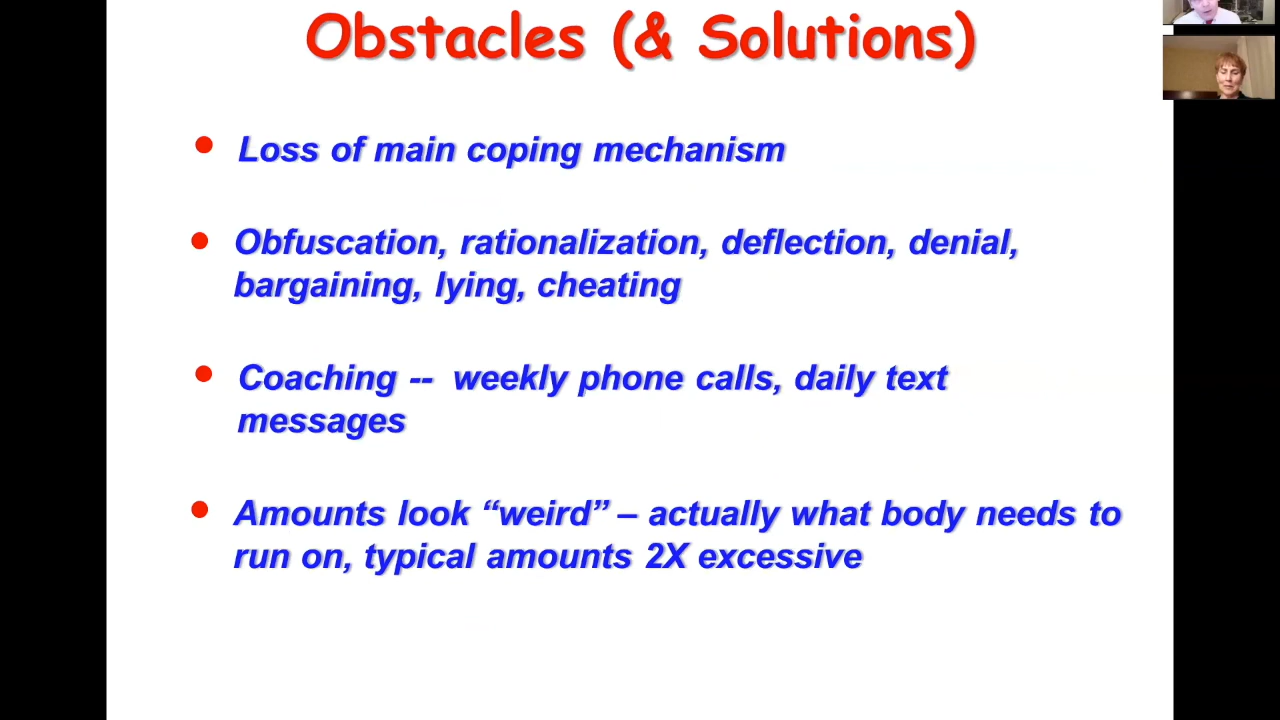 Obstacles (& Solutions)
Loss of main coping mechanism
Obfuscation, rationalization, deflection, denial,
bargaining, lying, cheating
Coaching -- weekly phone calls, daily text
messages
Amounts look “weird” – actually what body needs to
run on, typical amounts 2X excessive